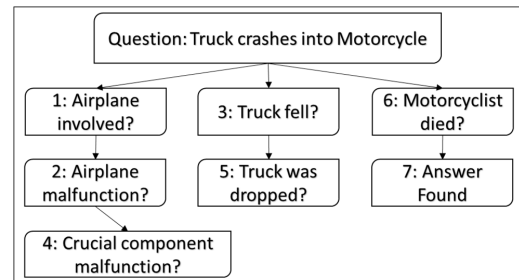 Question: Truck crashes into Motorcycle
1: Airplane
involved?
3: Truck fell?
6: Motorcyclist
died?
2: Airplane
malfunction?
5: Truck was
dropped?
7: Answer
Found
4: Crucial component
malfunction?